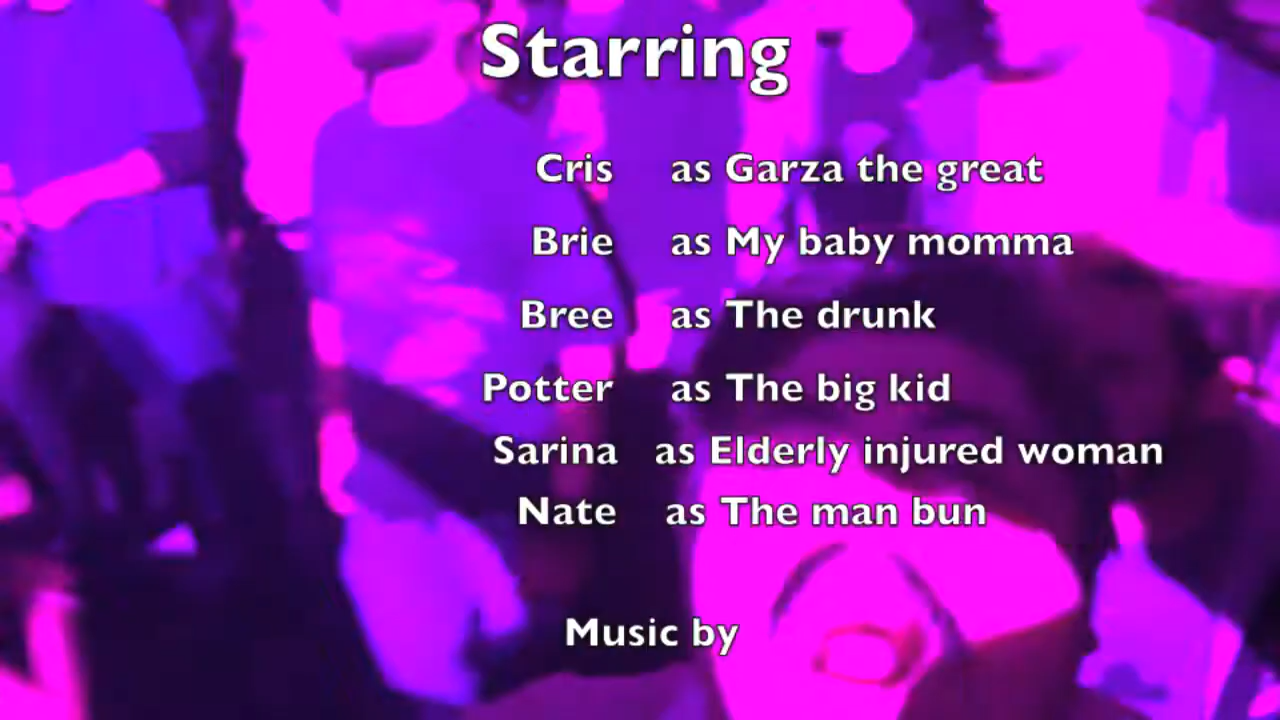 Starring
Cris as Garza the great
Brie as My baby momma
Bree as The drunk
Potter as The big kid
Sarina as Elderly injured woman
Nate as The man bun
Music by